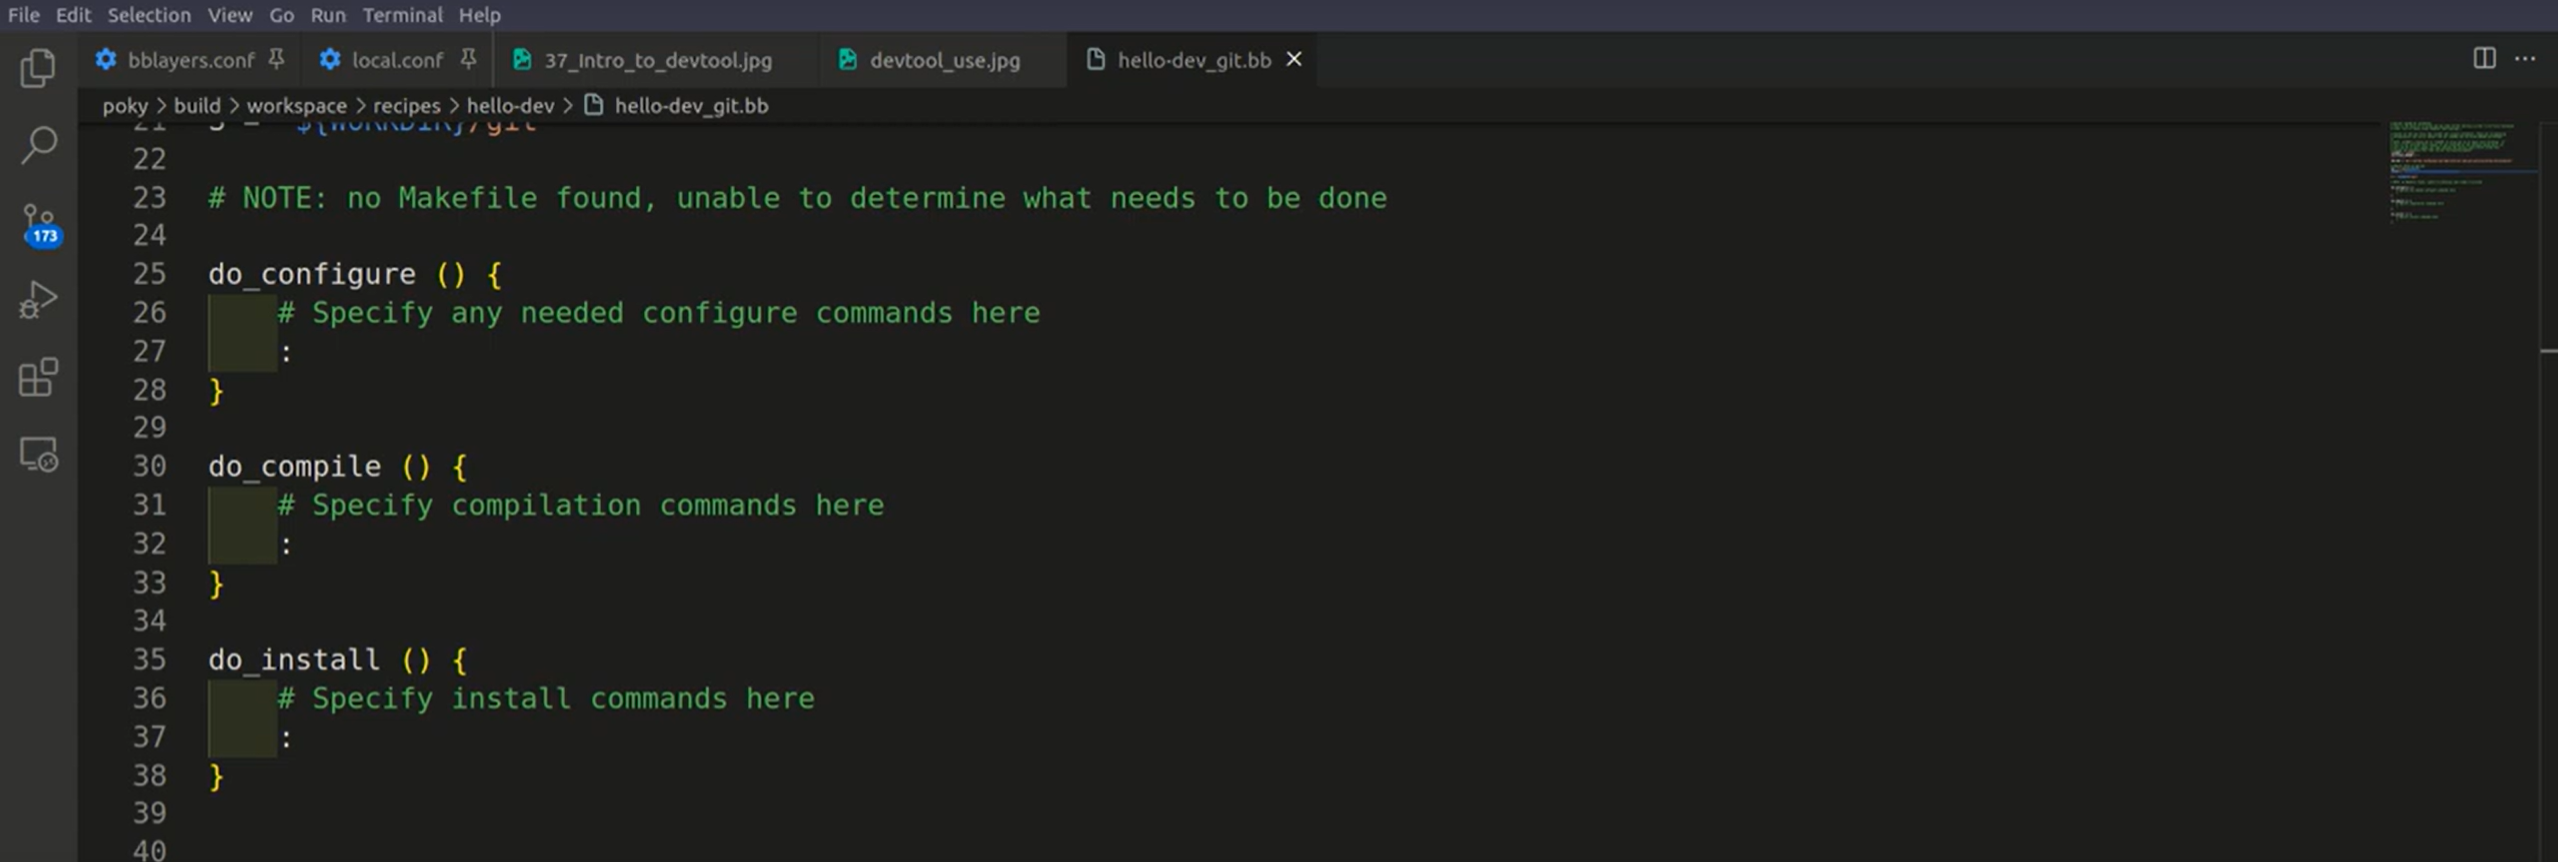 File Edit Selection View Go Run Terminal Help
bblayers.conf local.conf 37_Intro_to_devtool.jpg devtool_use.jpg hello-dev_git.bb
poky > build > workspace > recipes > hello-dev > hello-dev_git.bb
21 S = "${WORKDIR}/git"
22
23 # NOTE: no Makefile found, unable to determine what needs to be done
24
25 do_configure () {
26 # Specify any needed configure commands here
27 :
28 }
29
30 do_compile () {
31 # Specify compilation commands here
32 :
33 }
34
35 do_install () {
36 # Specify install commands here
37 :
38 }
39
40
173